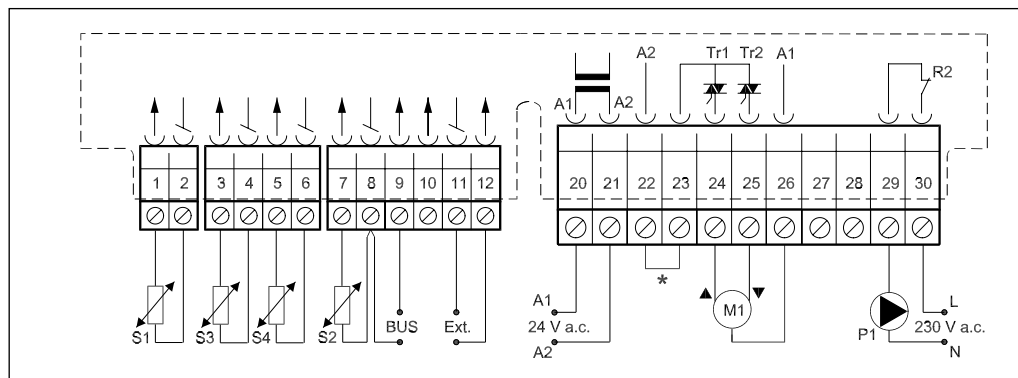 A2 Tr1 Tr2 A1
R2
A1 A2
1 2 3 4 5 6 7 8 9 10 11 12
20 21 22 23 24 25 26 27 28 29 30
*
S1 S3 S4 S2 BUS Ext.
A1
24 V a.c.
A2
M1
P1
L
230 V a.c.
N